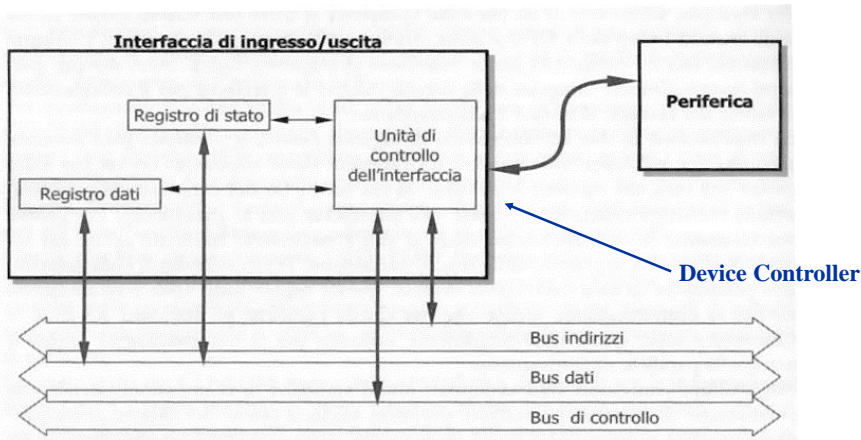 Interfaccia di ingresso/uscita
Registro di stato
Unità di
controllo
dell'interfaccia
Registro dati
Periferica
Device Controller
Bus indirizzi
Bus dati
Bus di controllo